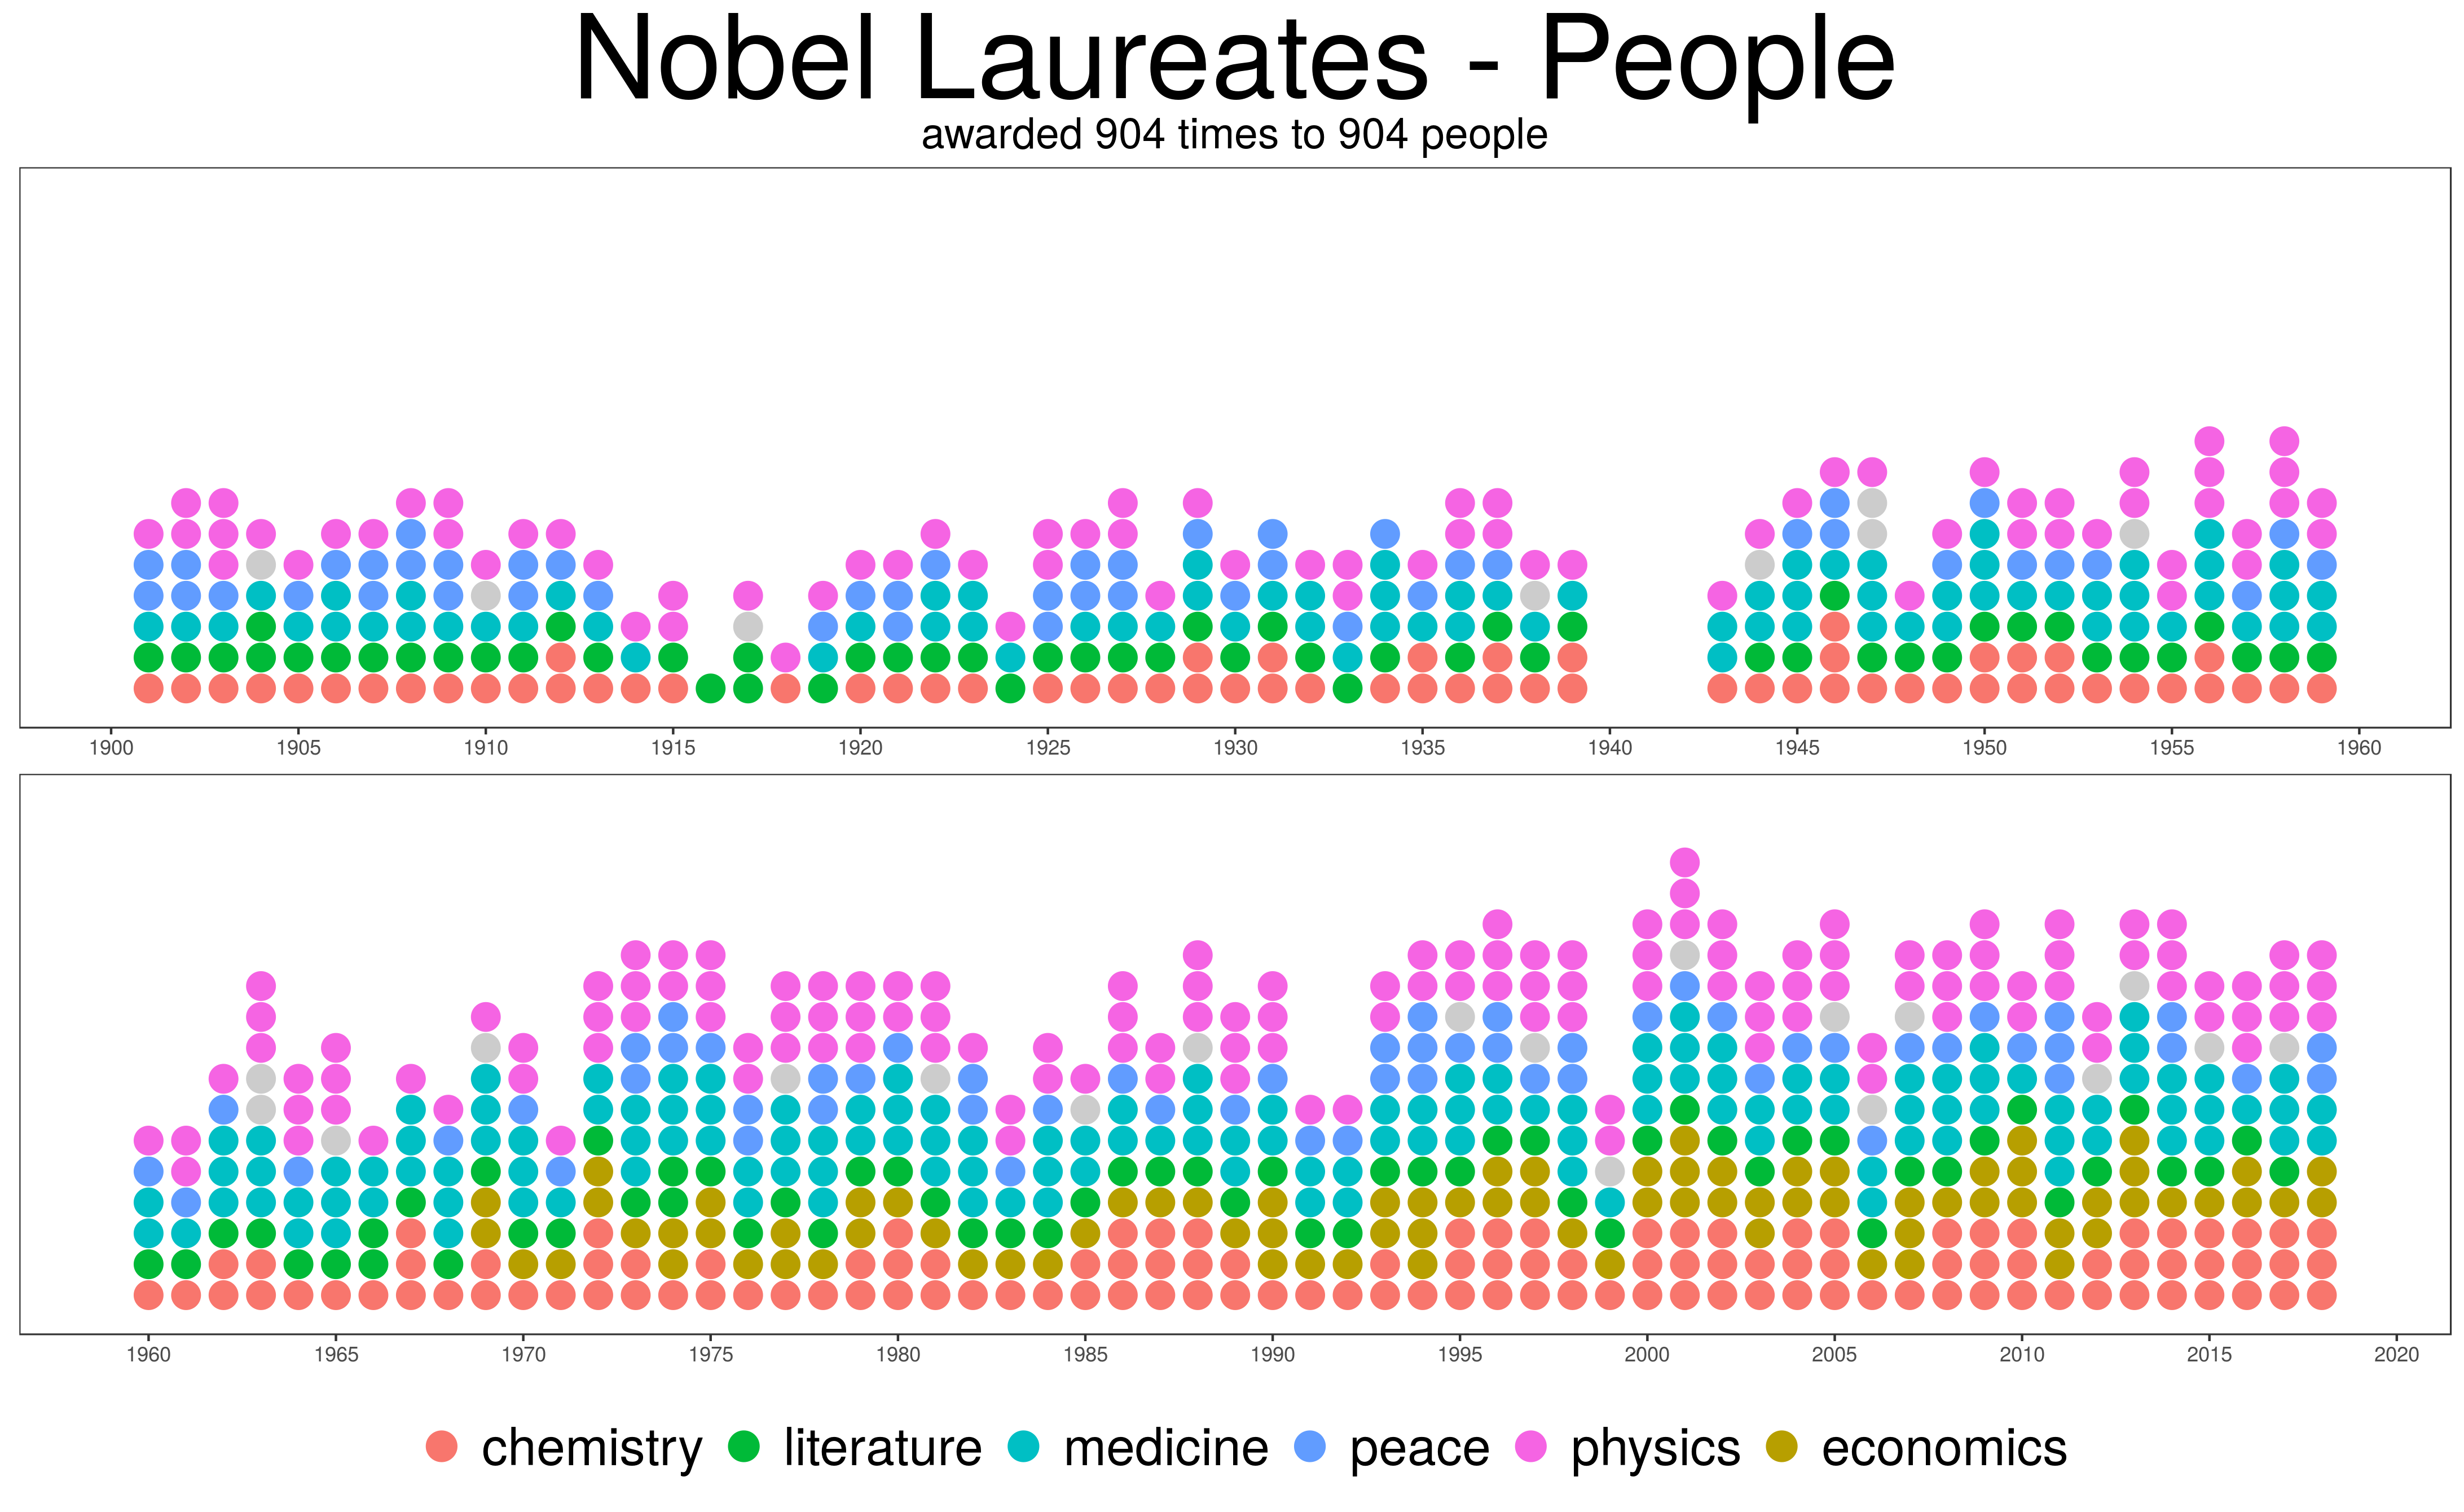 Nobel Laureates - People
awarded 904 times to 904 people
1900 1905 1910 1915 1920 1925 1930 1935 1940 1945 1950 1955 1960
1960 1965 1970 1975 1980 1985 1990 1995 2000 2005 2010 2015 2020
chemistry literature medicine peace physics economics